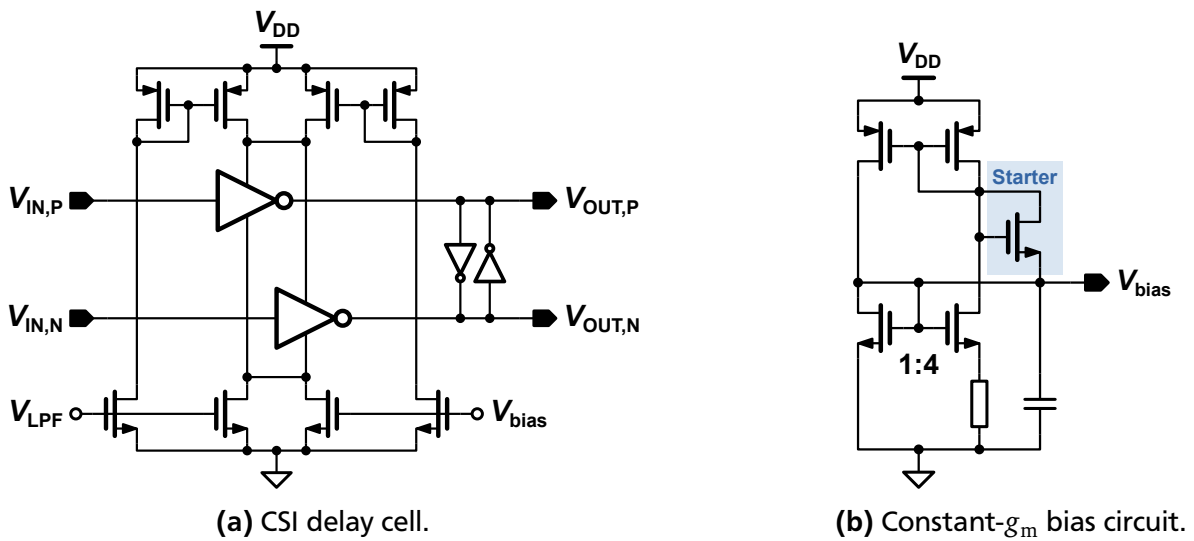 VDD
VIN,P
VOUT,P
VIN,N
VOUT,N
VLPF
Vbias
(a) CSI delay cell.
VDD
Starter
Vbias
1:4
(b) Constant-gm bias circuit.